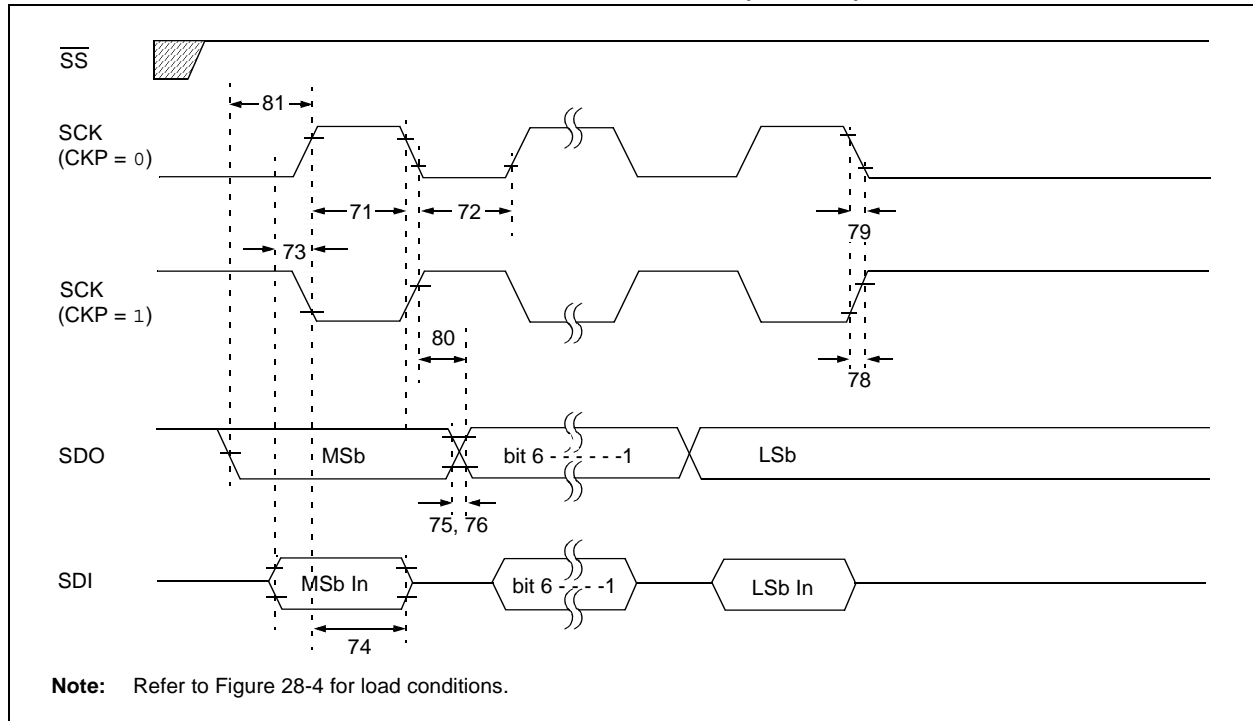 SS
81
SCK
(CKP = 0)
71
72
79
73
SCK
(CKP = 1)
80
78
SDO
MSb
bit 6 - - - - - - -1
LSb
75, 76
SDI
MSb In
bit 6 - - - - -1
LSb In
74
Note: Refer to Figure 28-4 for load conditions.